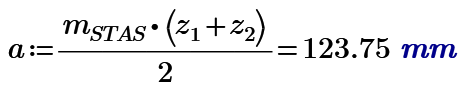 a := m_STAS · (z_1 + z_2) / 2 = 123.75 mm